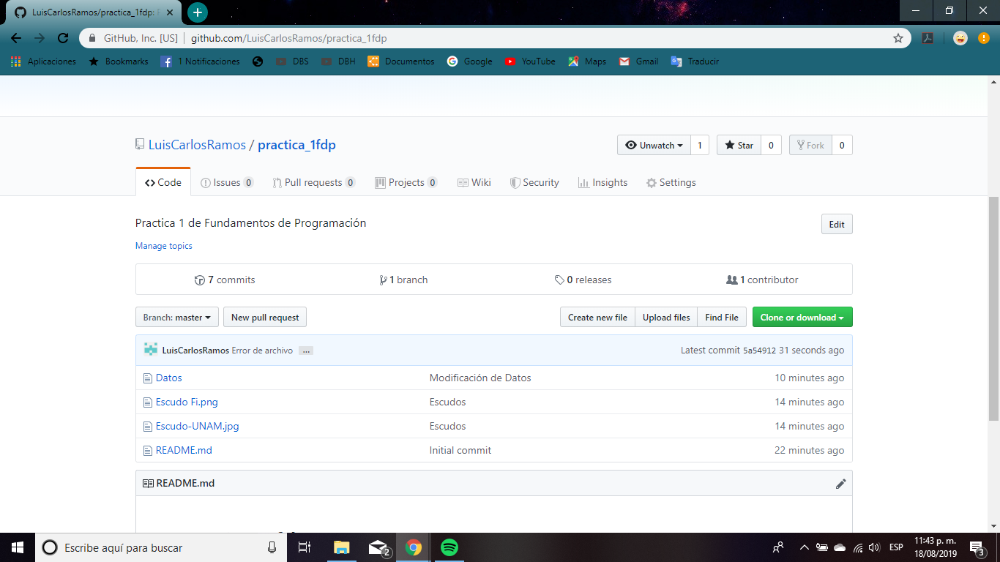 LuisCarlosRamos/practica_1fdp:
GitHub, Inc. [US] github.com/LuisCarlosRamos/practica_1fdp
Aplicaciones Bookmarks 1 Notificaciones DBS DBH Documentos Google YouTube Maps Gmail Traducir
LuisCarlosRamos / practica_1fdp
Unwatch 1 Star 0 Fork 0
Code Issues 0 Pull requests 0 Projects 0 Wiki Security Insights Settings
Practica 1 de Fundamentos de Programación
Edit
Manage topics
7 commits 1 branch 0 releases 1 contributor
Branch: master New pull request Create new file Upload files Find File Clone or download
LuisCarlosRamos Error de archivo ... Latest commit 5a54912 31 seconds ago
Datos Modificación de Datos 10 minutes ago
Escudo Fi.png Escudos 14 minutes ago
Escudo-UNAM.jpg Escudos 14 minutes ago
README.md Initial commit 22 minutes ago
README.md
Escribe aquí para buscar 2 ESP 11:43 p. m. 3
18/08/2019